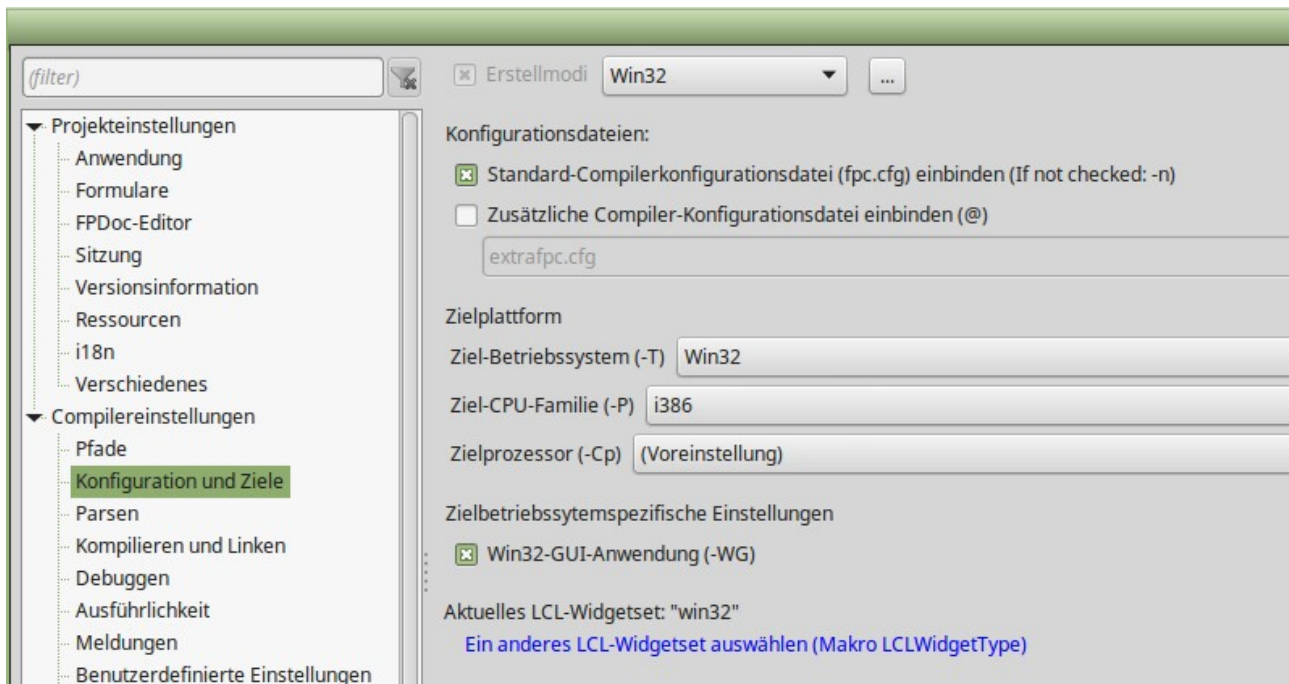 (filter)
Projekteinstellungen
Anwendung
Formulare
FPDoc-Editor
Sitzung
Versionsinformation
Ressourcen
i18n
Verschiedenes
Compilereinstellungen
Pfade
Konfiguration und Ziele
Parsen
Kompilieren und Linken
Debuggen
Ausführlichkeit
Meldungen
Benutzerdefinierte Einstellungen
Erstellmodi Win32 ...
Konfigurationsdateien:
Standard-Compilerkonfigurationsdatei (fpc.cfg) einbinden (If not checked: -n)
Zusätzliche Compiler-Konfigurationsdatei einbinden (@)
extrafpc.cfg
Zielplattform
Ziel-Betriebssystem (-T) Win32
Ziel-CPU-Familie (-P) i386
Zielprozessor (-Cp) (Voreinstellung)
Zielbetriebssytemspezifische Einstellungen
Win32-GUI-Anwendung (-WG)
Aktuelles LCL-Widgetset: "win32"
Ein anderes LCL-Widgetset auswählen (Makro LCLWidgetType)